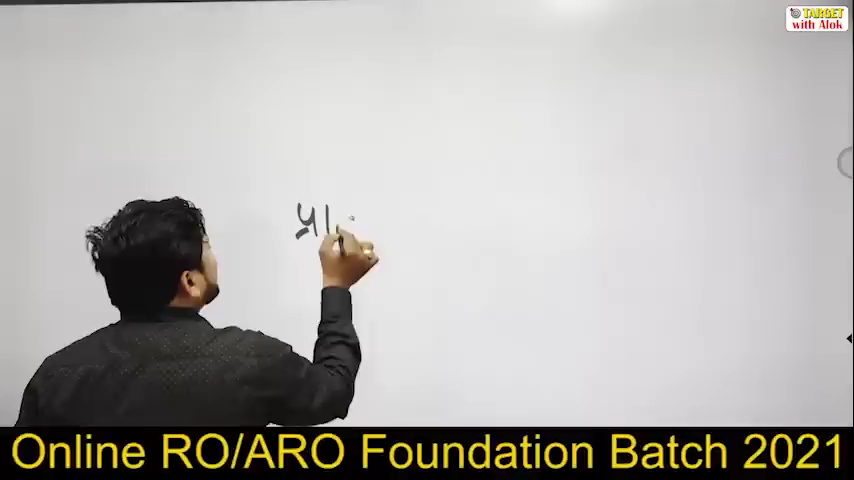 TARGET
with Alok
प्रा
Online RO/ARO Foundation Batch 2021